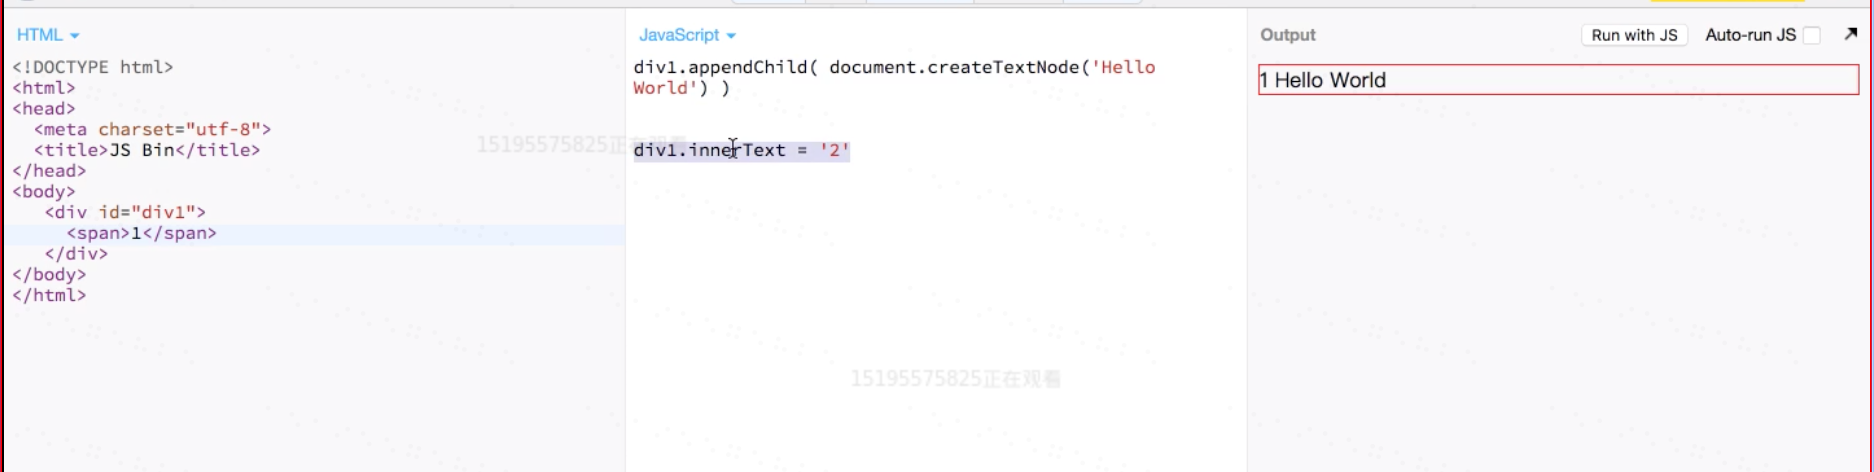 HTML
<!DOCTYPE html>
<html>
<head>
  <meta charset="utf-8">
  <title>JS Bin</title>
</head>
<body>
   <div id="div1">
     <span>1</span>
   </div>
</body>
</html>
JavaScript
div1.appendChild( document.createTextNode('Hello
World') )
div1.innerText = '2'
Output
Run with JS
Auto-run JS
1 Hello World
15195575825正在观看
15195575825正在观看